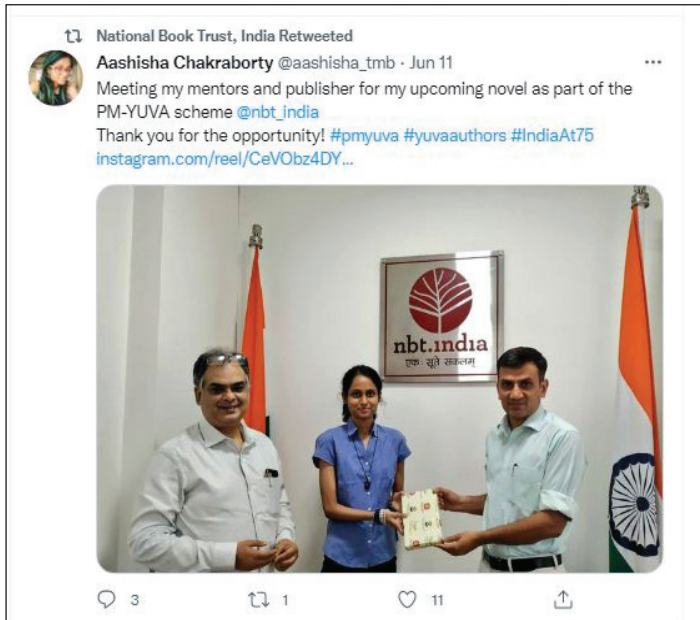 National Book Trust, India Retweeted
Aashisha Chakraborty @aashisha_tmb · Jun 11
Meeting my mentors and publisher for my upcoming novel as part of the
PM-YUVA scheme @nbt_india
Thank you for the opportunity! #pmyuva #yuvaauthors #IndiaAt75
instagram.com/reel/CeVObz4DY...
nbt.india
एकः सूते सकलम्
3
1
11